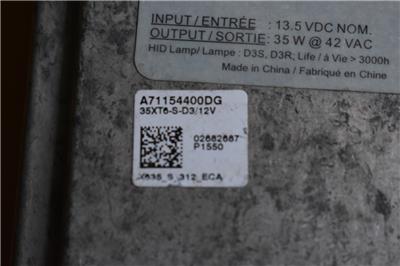 INPUT / ENTRÉE : 13.5 VDC NOM.
OUTPUT / SORTIE: 35 W @ 42 VAC
HID Lamp/ Lampe : D3S, D3R; Life / à Vie > 3000h
Made in China / Fabriqué en Chine
A71154400DG
35XT6-S-D3/12V
02682687
P1550
X635_S_312_ECA